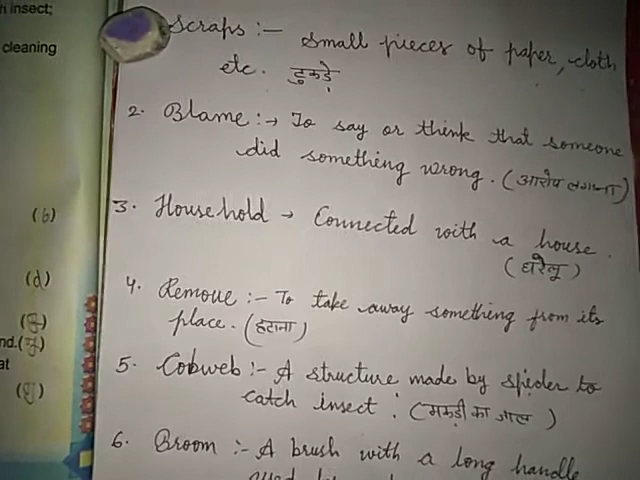 h insect;
cleaning
(b)
(d)
nd.
at
Scraps :- Small pieces of paper, cloth
etc. टुकड़े
2. Blame :→ To say or think that someone
did something wrong. (आरोप लगाना)
3. Household → Connected with a house.
(घरेलू)
4. Remove :- To take away something from its
place. (हटाना)
5. Cobweb :- A structure made by spider to
catch insect. (मकड़ी का जाल)
6. Broom :- A brush with a long handle